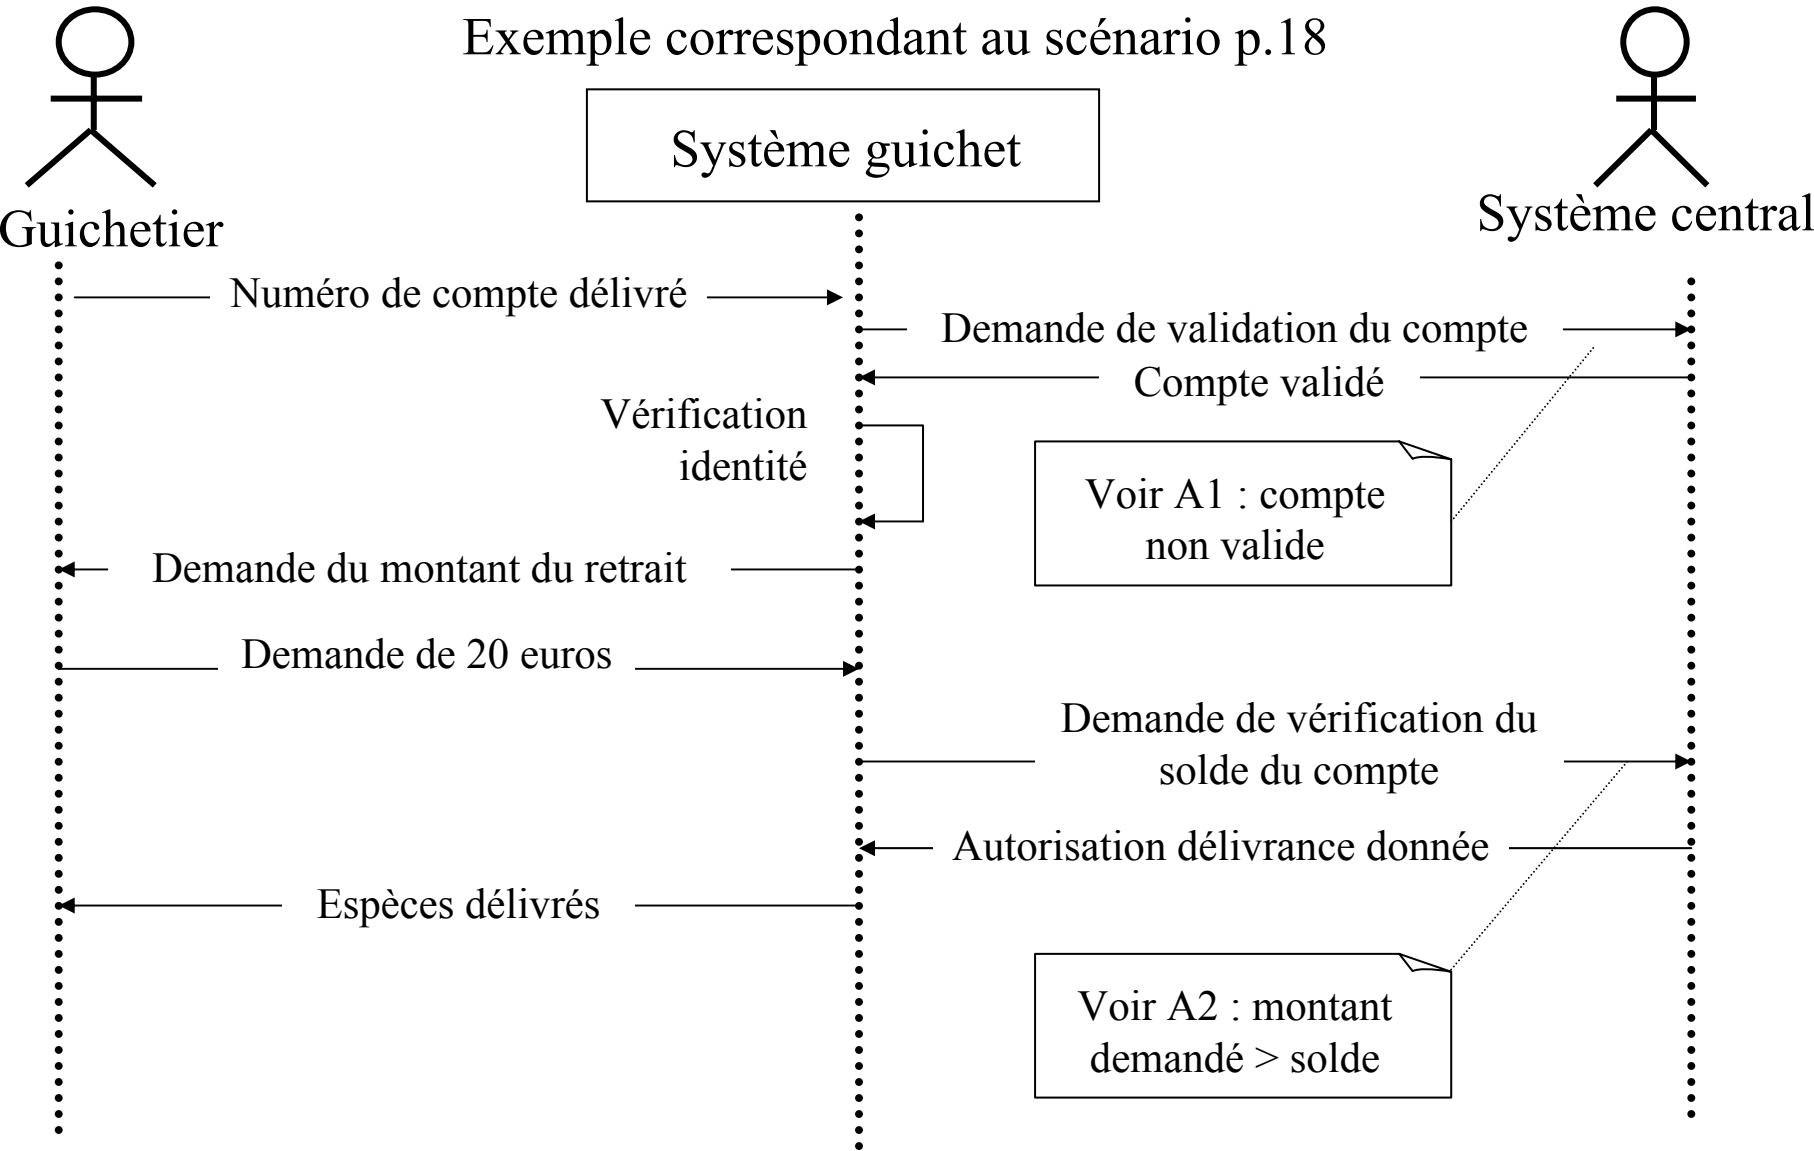 Exemple correspondant au scénario p.18
Système guichet
Guichetier
Système central
Numéro de compte délivré
Demande de validation du compte
Compte validé
Vérification
identité
Voir A1 : compte
non valide
Demande du montant du retrait
Demande de 20 euros
Demande de vérification du
solde du compte
Autorisation délivrance donnée
Espèces délivrés
Voir A2 : montant
demandé > solde